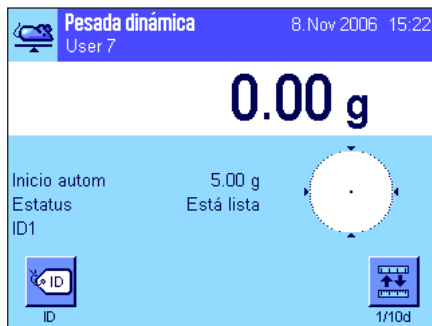 Pesada dinámica 8.Nov 2006 15:22
User 7
0.00 g
Inicio autom 5.00 g
Estatus Está lista
ID1
ID
ID 1/10d